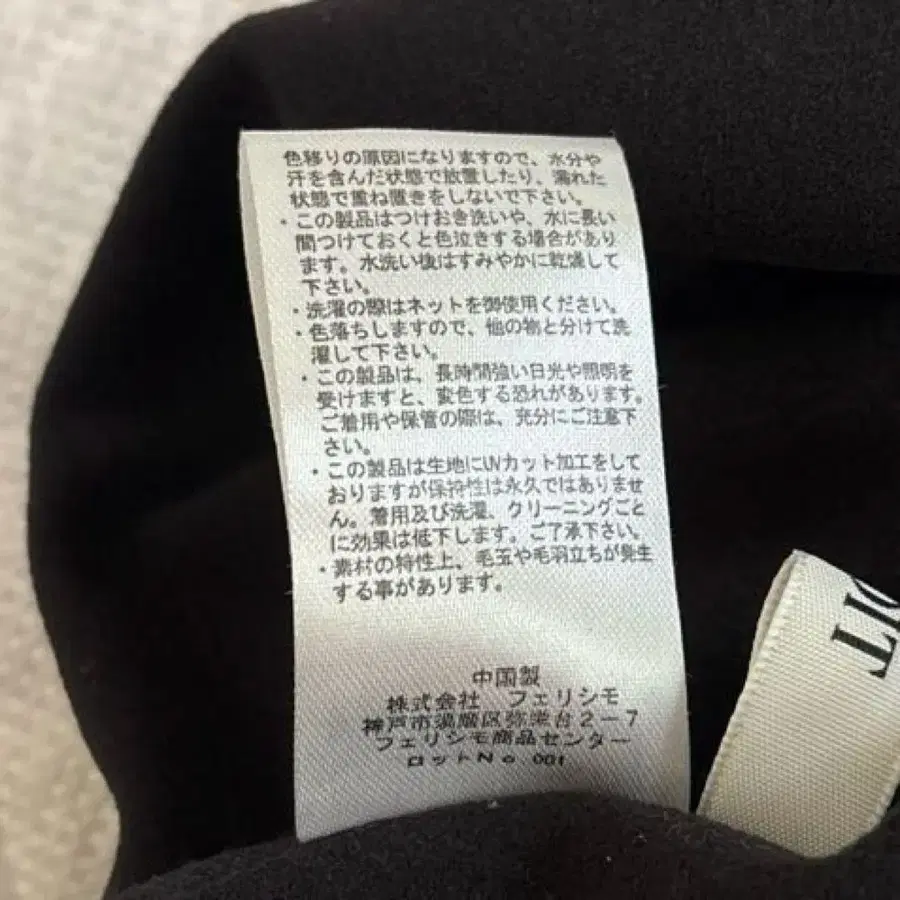 色移りの原因になりますので、水分や
汗を含んだ状態で放置したり、濡れた
状態で重ね置きをしないで下さい。
・この製品はつけおき洗いや、水に長い
間つけておくと色泣きする場合があり
ます。水洗い後はすみやかに乾燥して
下さい。
・洗濯の際はネットを御使用ください。
・色落ちしますので、他の物と分けて洗
濯して下さい。
・この製品は、長時間強い日光や照明を
受けますと、変色する恐れがあります。
ご着用や保管の際は、充分にご注意下
さい。
・この製品は生地にUVカット加工をして
おりますが保持性は永久ではありませ
ん。着用及び洗濯、クリーニングごと
に効果は低下します。ご了承下さい。
・素材の特性上、毛玉や毛羽立ちが発生
する事があります。
中国製
株式会社 フェリシモ
神戸市須磨区弥栄台2-7
フェリシモ商品センター
ロットNo 001